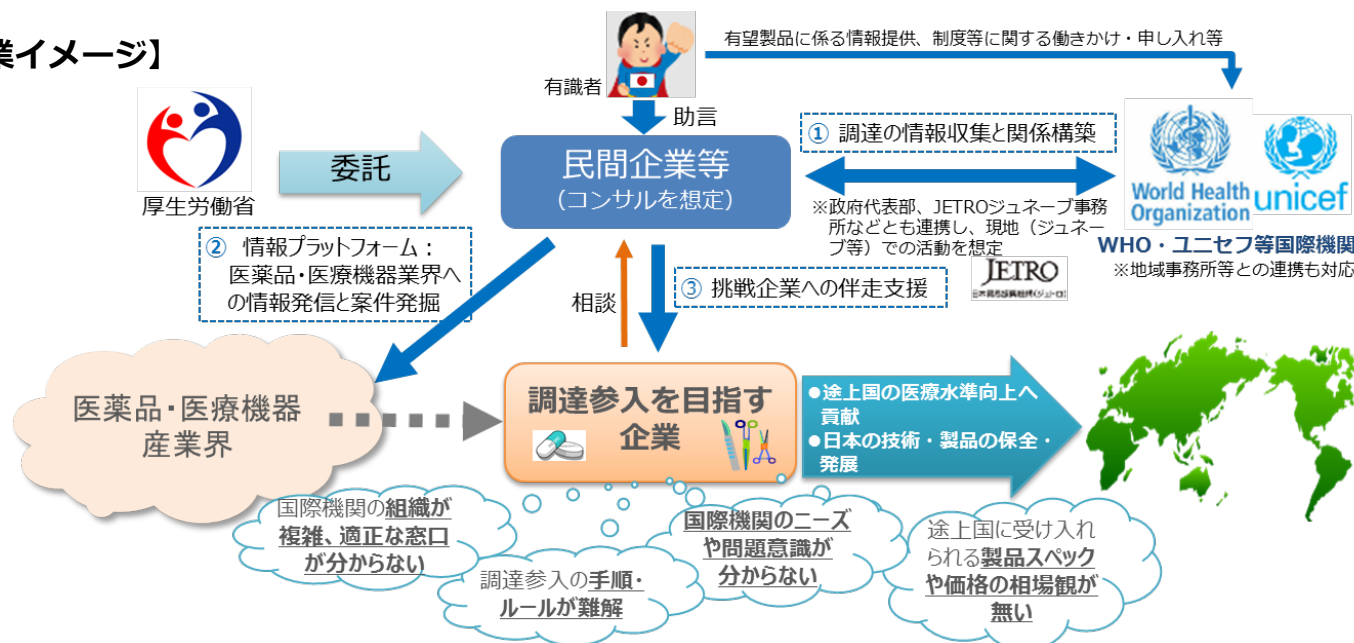 業イメージ】
有望製品に係る情報提供、制度等に関する働きかけ・申し入れ等
有識者
助言
厚生労働省
委託
民間企業等
（コンサルを想定）
① 調達の情報収集と関係構築
※政府代表部、JETROジュネーブ事務
所などとも連携し、現地（ジュネー
ブ等）での活動を想定
JETRO
World Health
Organization
unicef
WHO・ユニセフ等国際機関
※地域事務所等との連携も対応
② 情報プラットフォーム：
医薬品・医療機器業界へ
の情報発信と案件発掘
相談
③ 挑戦企業への伴走支援
医薬品・医療機器
産業界
調達参入を目指す
企業
●途上国の医療水準向上へ
貢献
●日本の技術・製品の保全・
発展
国際機関の組織が
複雑、適正な窓口
が分からない
調達参入の手順・
ルールが難解
国際機関のニーズ
や問題意識が
分からない
途上国に受け入れ
られる製品スペック
や価格の相場観が
無い